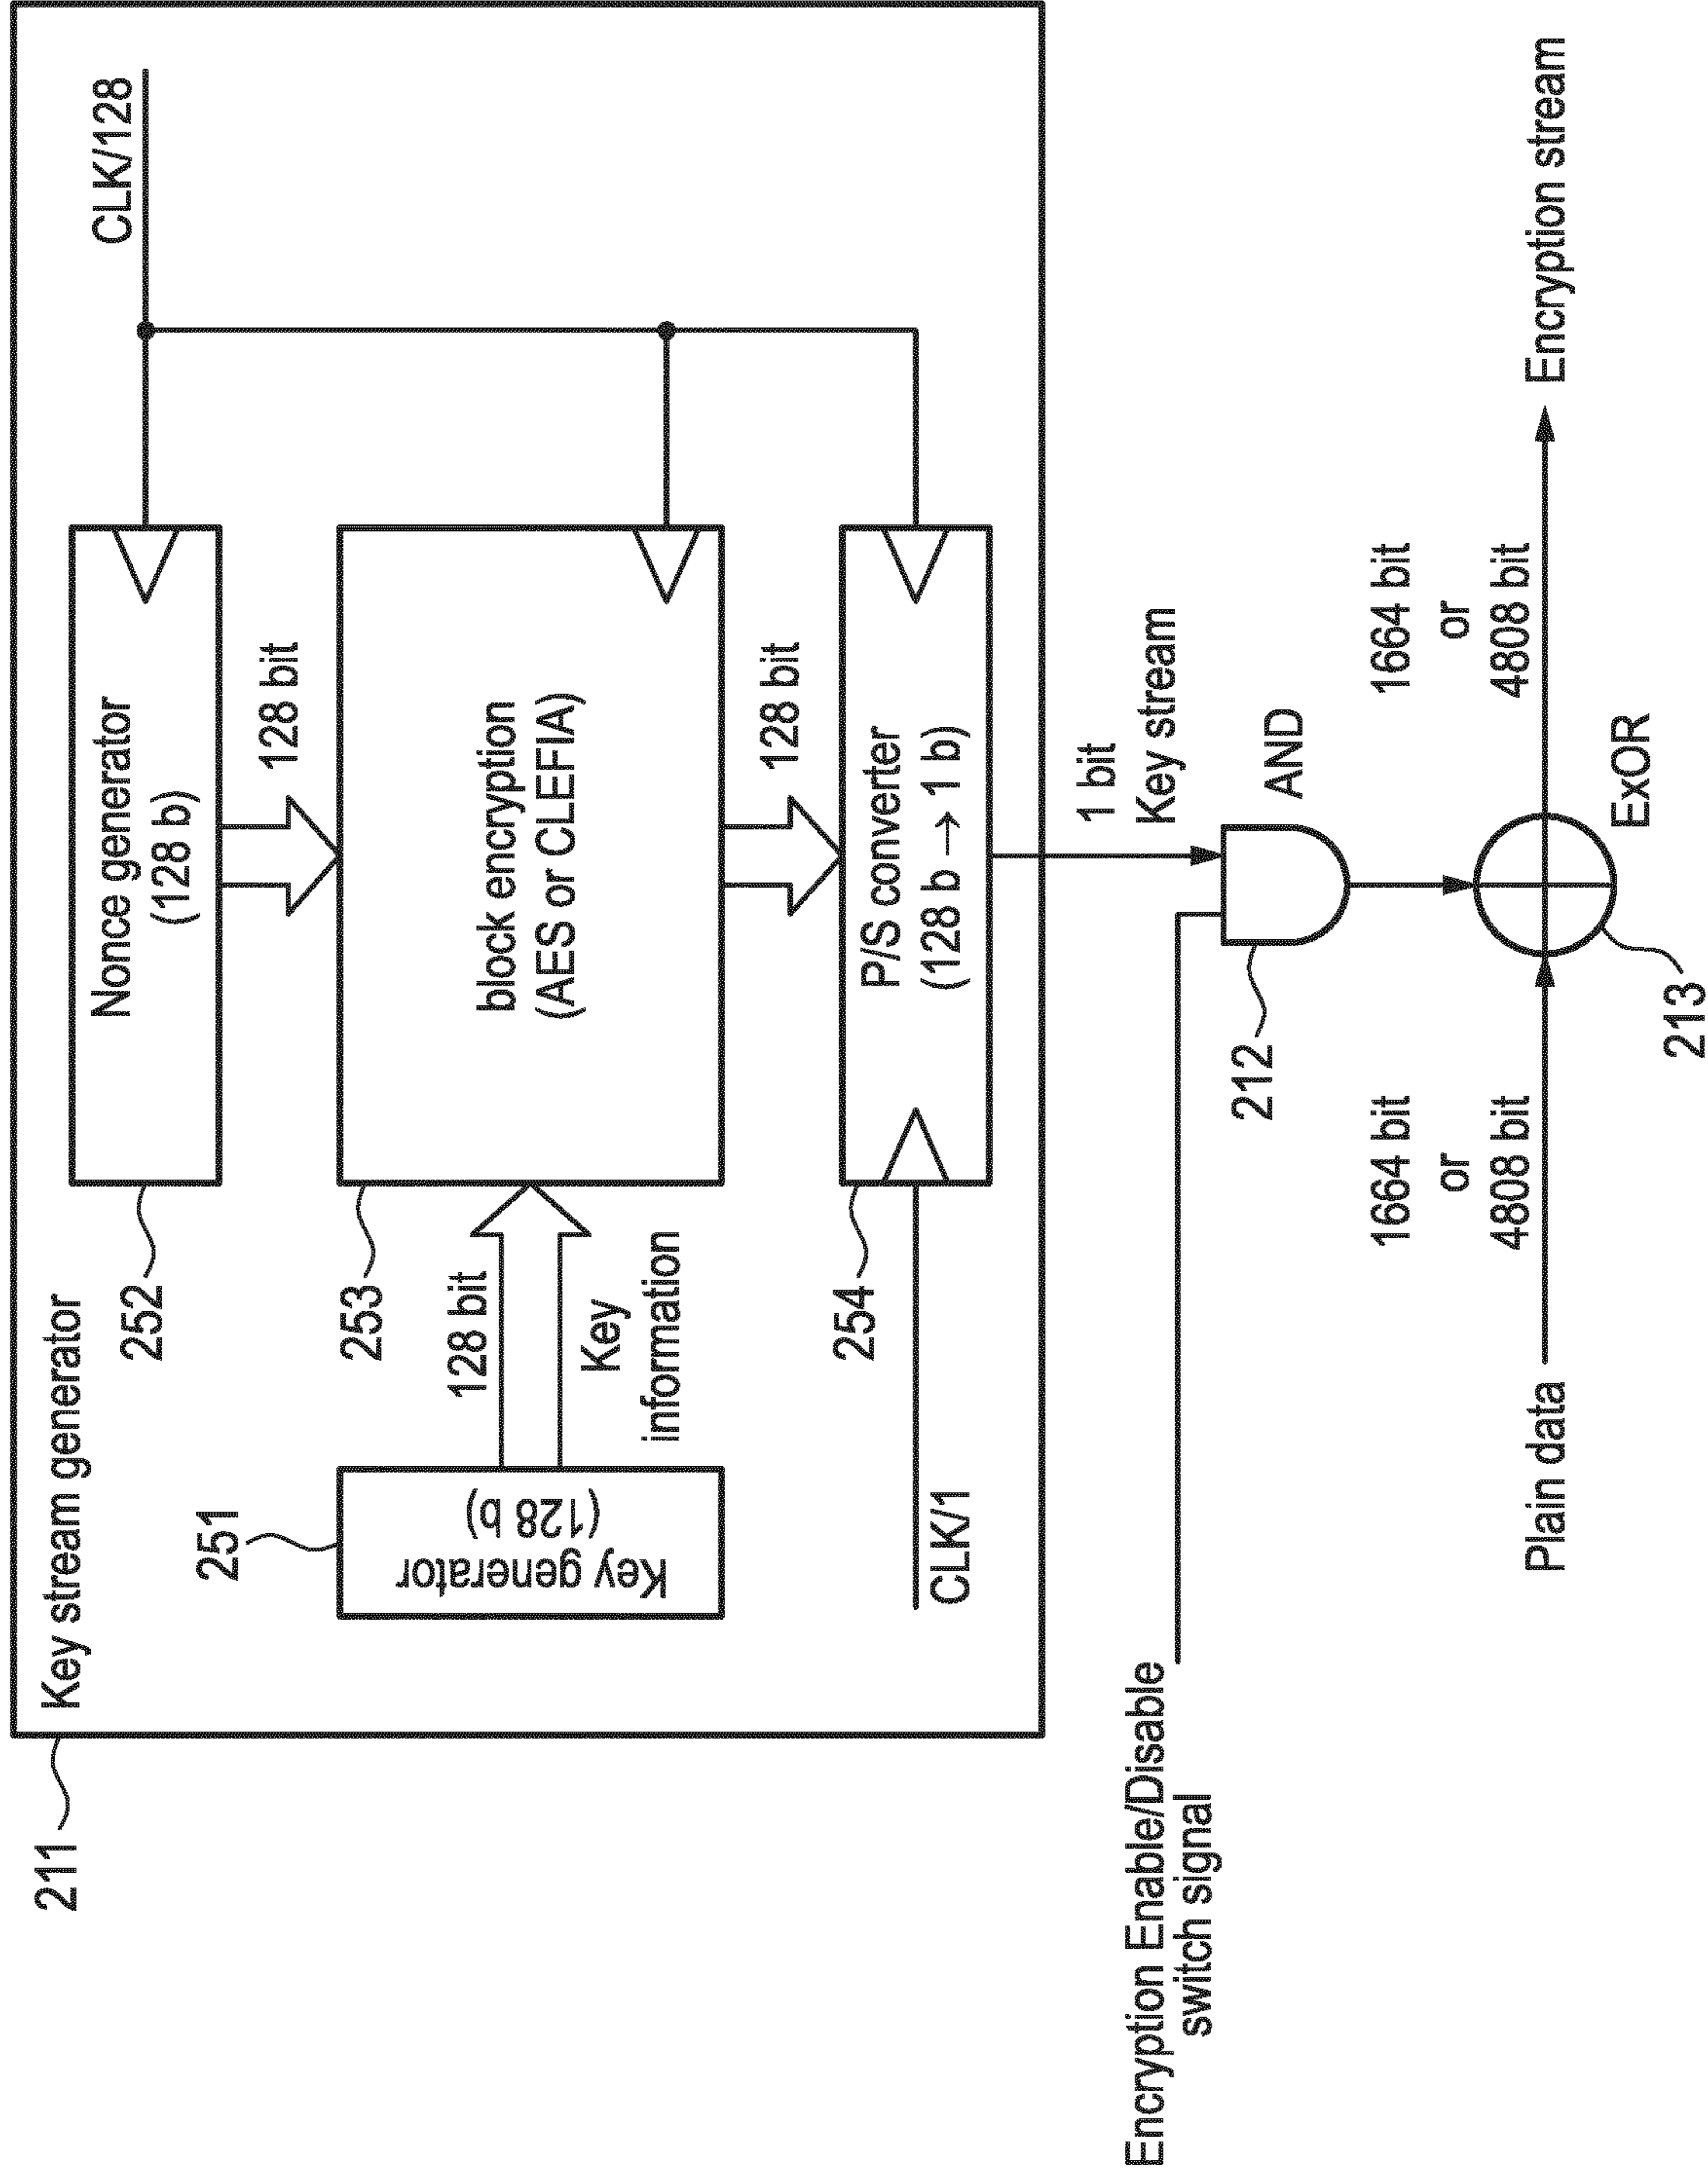 211
Key stream generator
252
Nonce generator
(128 b)
CLK/128
128 bit
251
Key generator
(128 b)
128 bit
Key
information
253
block encryption
(AES or CLEFIA)
128 bit
254
P/S converter
(128 b → 1 b)
CLK/1
1 bit
Key stream
Encryption Enable/Disable
switch signal
212
AND
1664 bit
or
4808 bit
1664 bit
or
4808 bit
Plain data
Encryption stream
213
ExOR